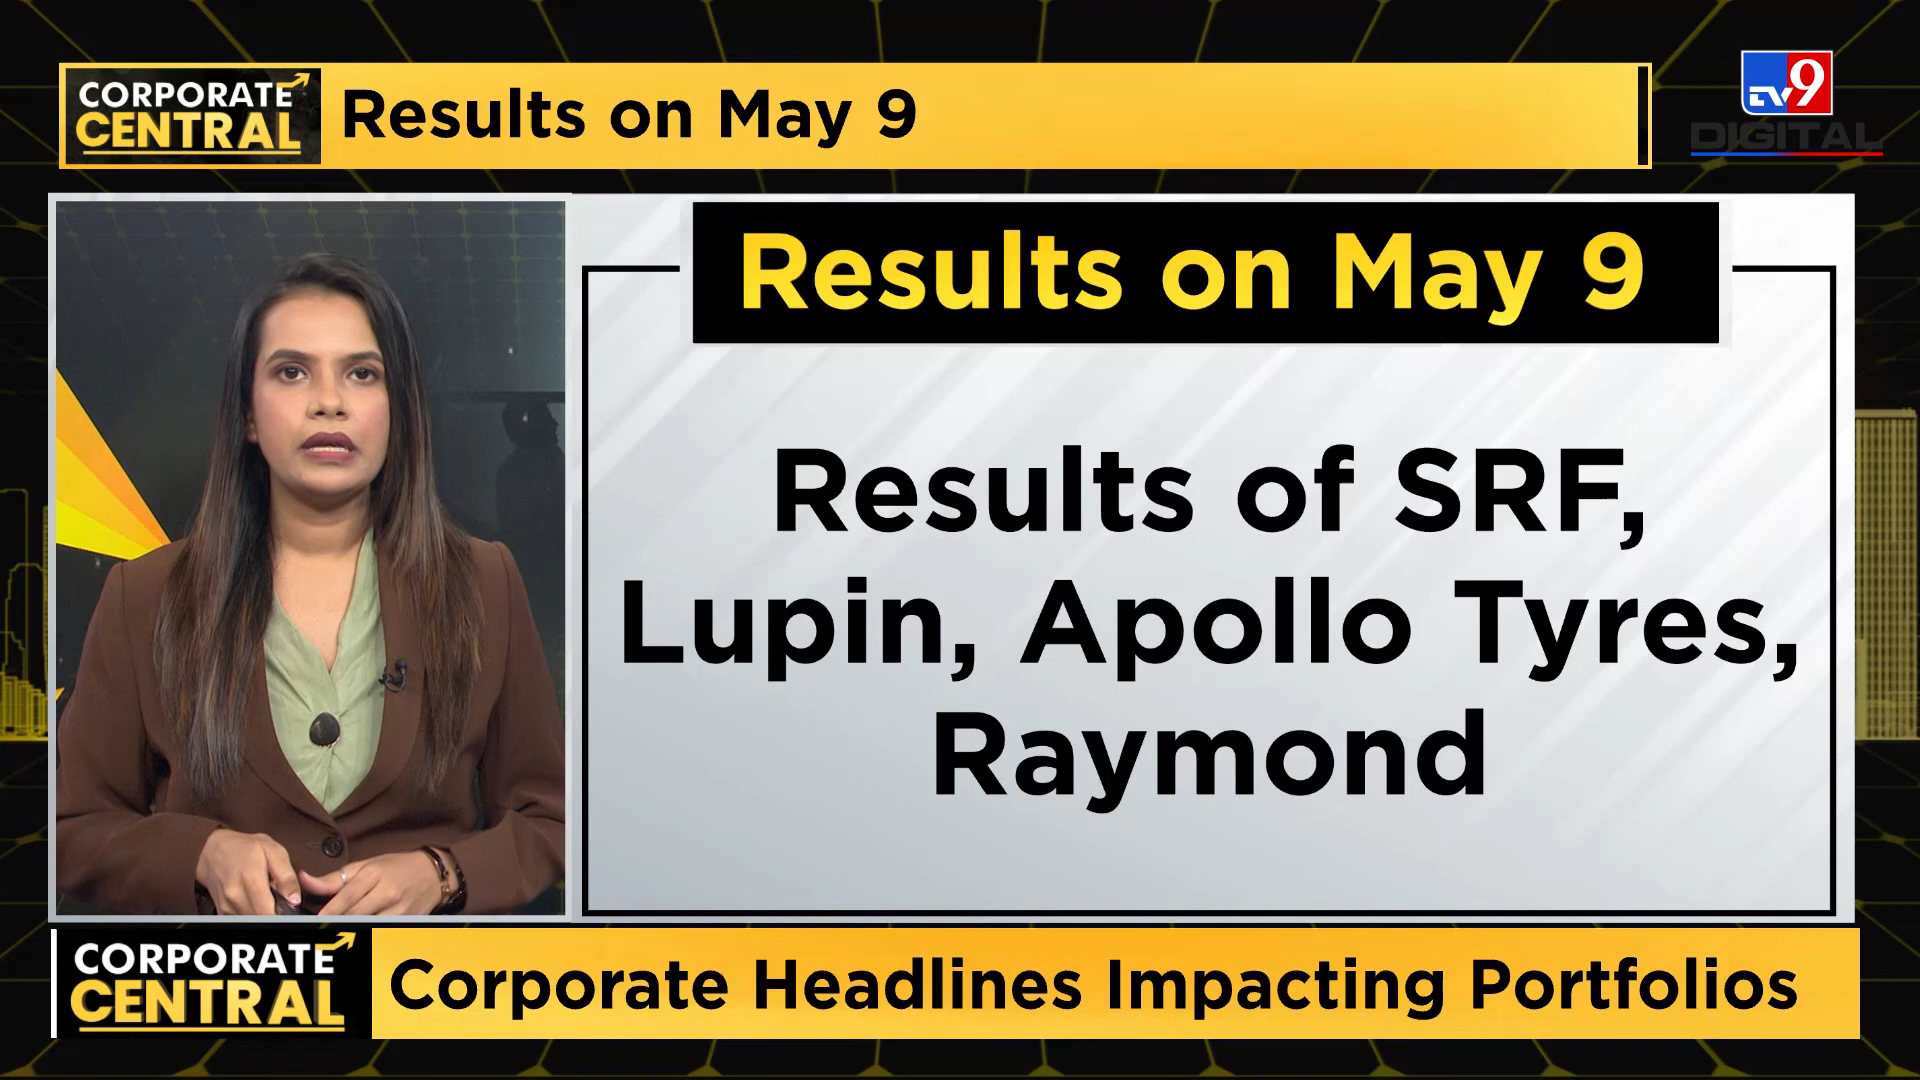 CORPORATE
CENTRAL
Results on May 9
TV9
DIGITAL
Results on May 9
Results of SRF,
Lupin, Apollo Tyres,
Raymond
CORPORATE
CENTRAL
Corporate Headlines Impacting Portfolios